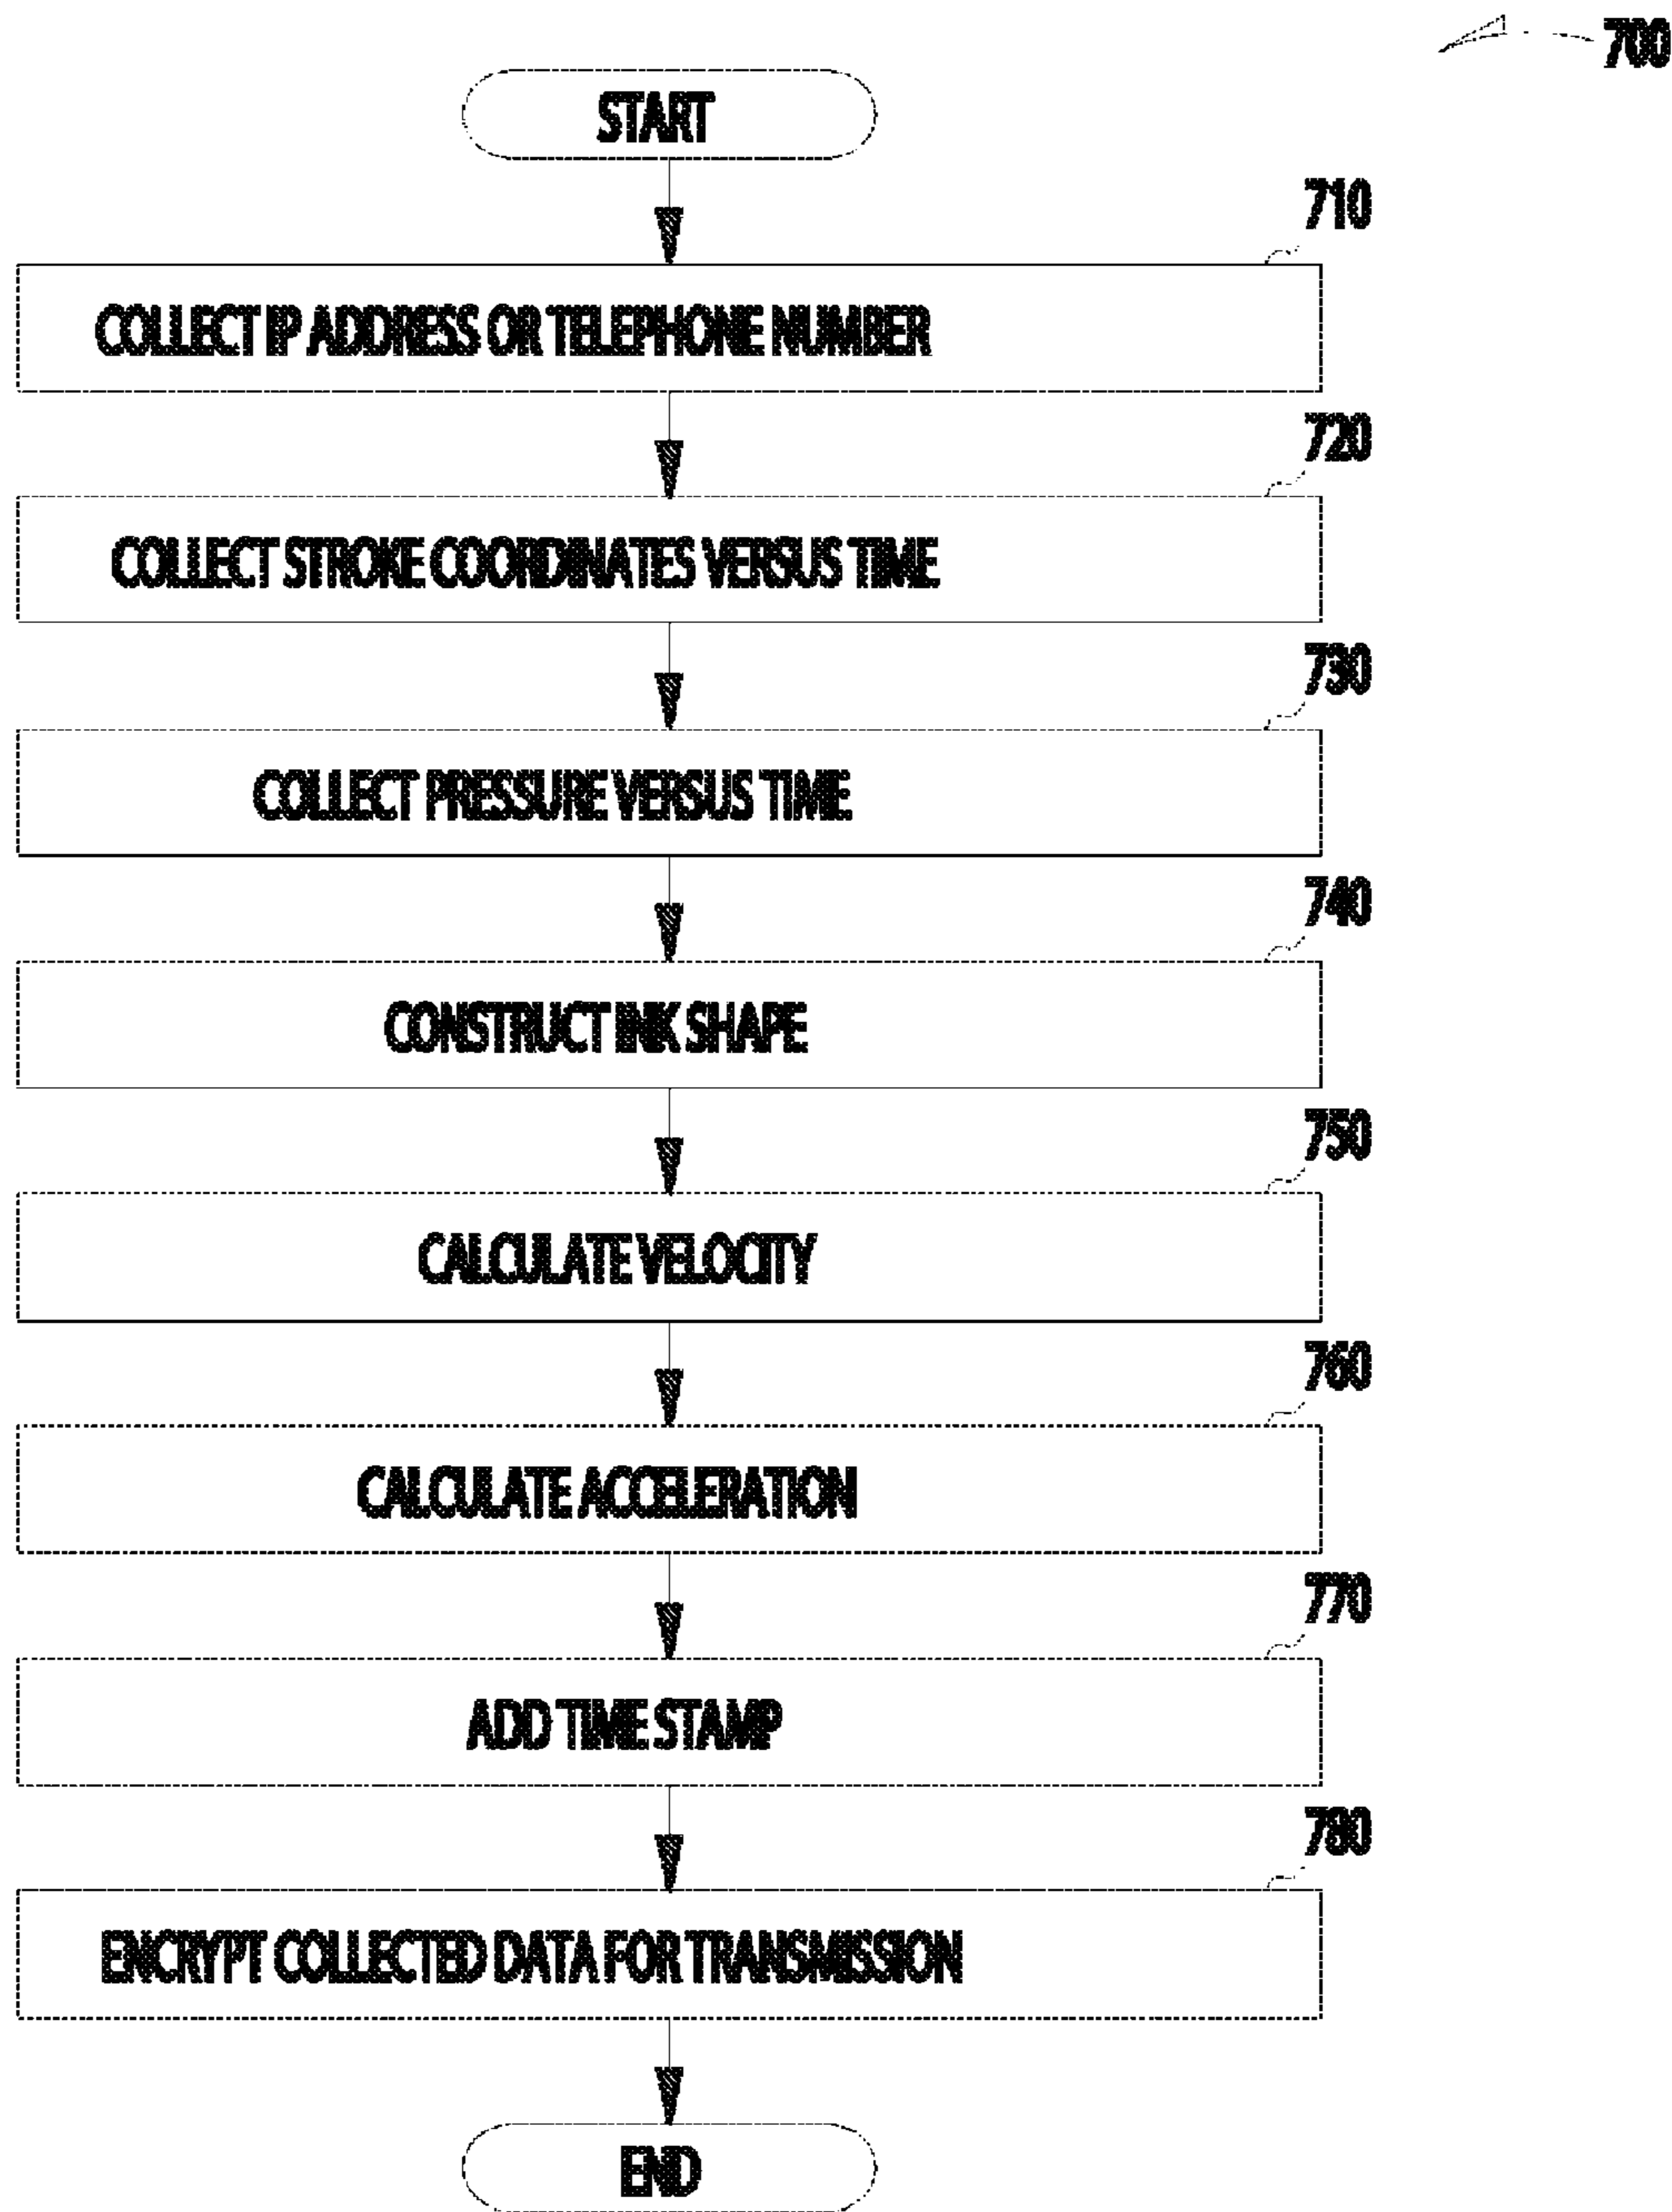 700
START
710
COLLECT IP ADDRESS OR TELEPHONE NUMBER
720
COLLECT STROKE COORDINATES VERSUS TIME
730
COLLECT PRESSURE VERSUS TIME
740
CONSTRUCT INK SHAPE
750
CALCULATE VELOCITY
760
CALCULATE ACCELERATION
770
ADD TIME STAMP
780
ENCRYPT COLLECTED DATA FOR TRANSMISSION
END